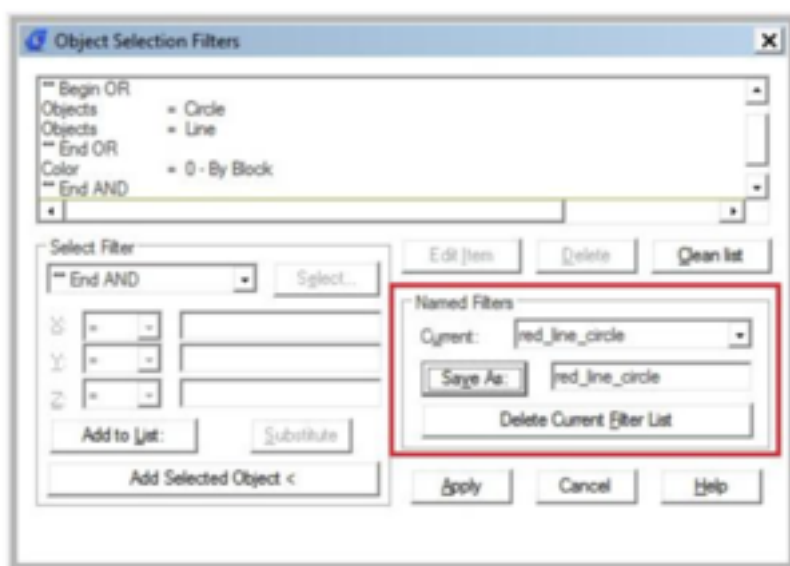 Object Selection Filters
** Begin OR
Objects = Circle
Objects = Line
** End OR
Color = 0 - By Block
** End AND
Select Filter
** End AND
Select...
X: =
Y: =
Z: =
Add to List:
Substitute
Add Selected Object <
Edit Item
Delete
Clean list
Named Filters
Current: red_line_circle
Save As: red_line_circle
Delete Current Filter List
Apply
Cancel
Help